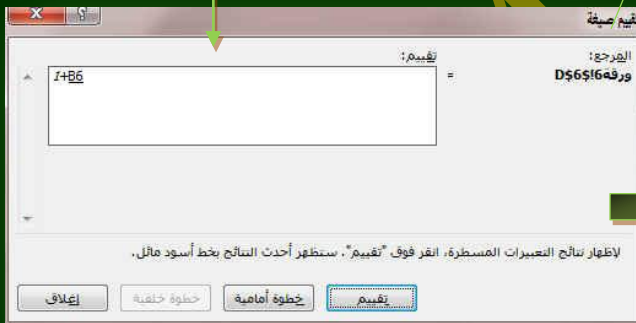 تقييم صيغة
المرجع:
ورقة6!$D$6
تقييم:
=
1+B6
لإظهار نتائج التعبيرات المسطرة، انقر فوق "تقييم". ستظهر أحدث النتائج بخط أسود مائل.
تقييم
خطوة أمامية
خطوة خلفية
إغلاق